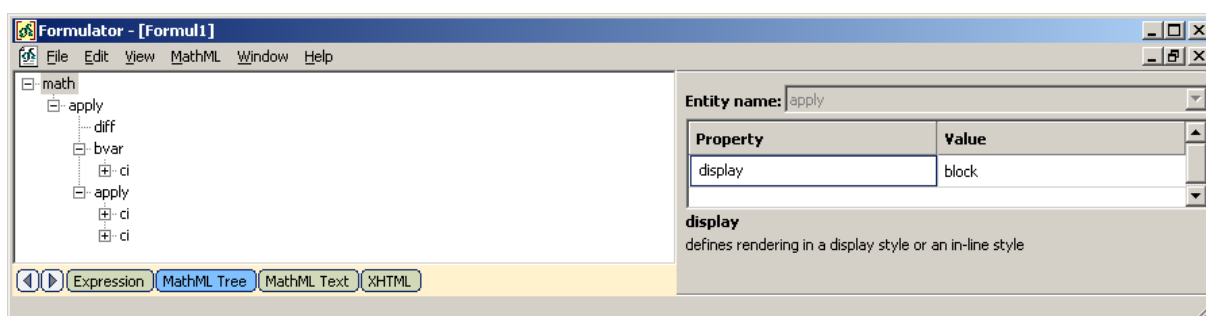 Formulator - [Formul1]
File Edit View MathML Window Help
math
apply
diff
bvar
ci
apply
ci
ci
Expression MathML Tree MathML Text XHTML
Entity name: apply
Property Value
display block
display
defines rendering in a display style or an in-line style